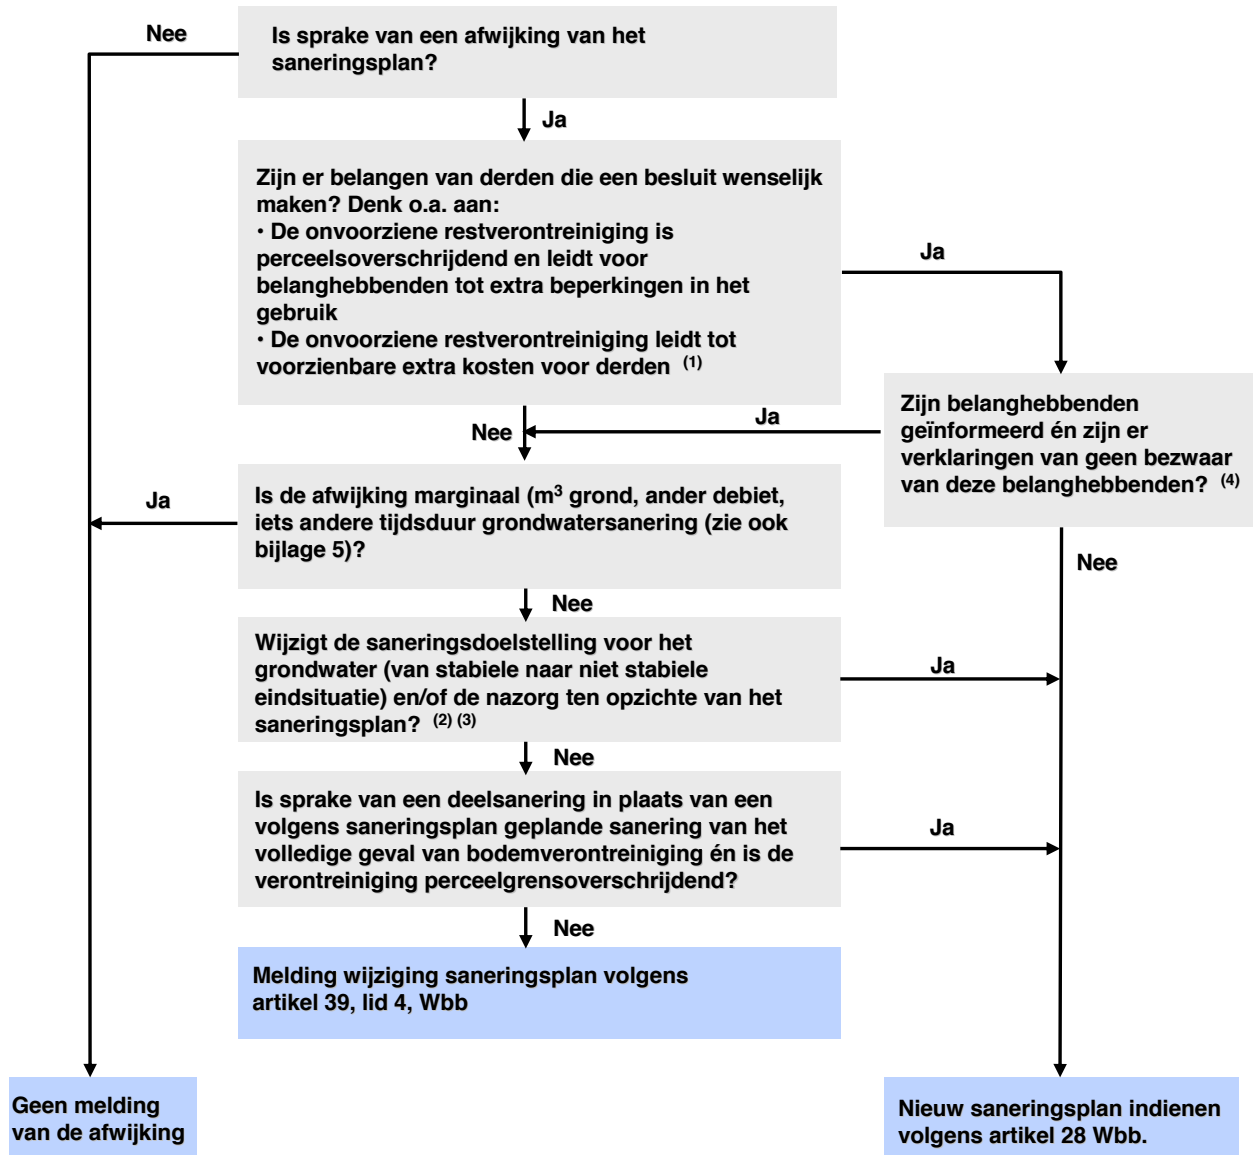 Nee
Is sprake van een afwijking van het
saneringsplan?
Ja
Zijn er belangen van derden die een besluit wenselijk
maken? Denk o.a. aan:
• De onvoorziene restverontreiniging is
perceelsoverschrijdend en leidt voor
belanghebbenden tot extra beperkingen in het
gebruik
• De onvoorziene restverontreiniging leidt tot
voorzienbare extra kosten voor derden (1)
Ja
Zijn belanghebbenden
geïnformeerd én zijn er
verklaringen van geen bezwaar
van deze belanghebbenden? (4)
Ja
Nee
Nee
Is de afwijking marginaal (m³ grond, ander debiet,
iets andere tijdsduur grondwatersanering (zie ook
bijlage 5)?
Ja
Nee
Wijzigt de saneringsdoelstelling voor het
grondwater (van stabiele naar niet stabiele
eindsituatie) en/of de nazorg ten opzichte van het
saneringsplan? (2) (3)
Ja
Nee
Is sprake van een deelsanering in plaats van een
volgens saneringsplan geplande sanering van het
volledige geval van bodemverontreiniging én is de
verontreiniging perceelgrensoverschrijdend?
Ja
Nee
Melding wijziging saneringsplan volgens
artikel 39, lid 4, Wbb
Geen melding
van de afwijking
Nieuw saneringsplan indienen
volgens artikel 28 Wbb.